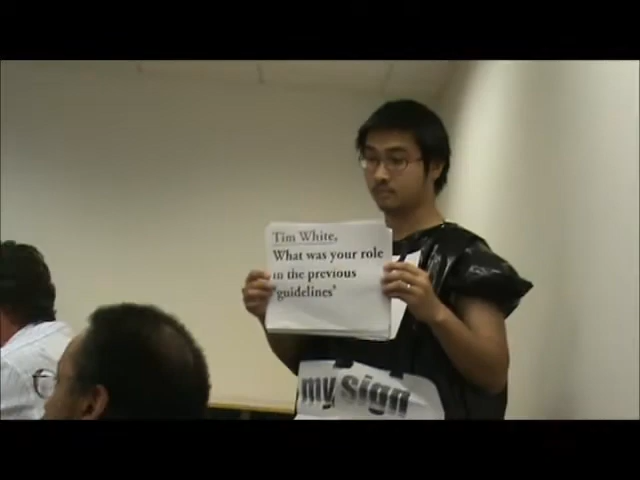 Tim White,
What was your role
in the previous
'guidelines'
my sign